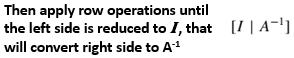 Then apply row operations until
the left side is reduced to I, that
will convert right side to A⁻¹
[I | A⁻¹]